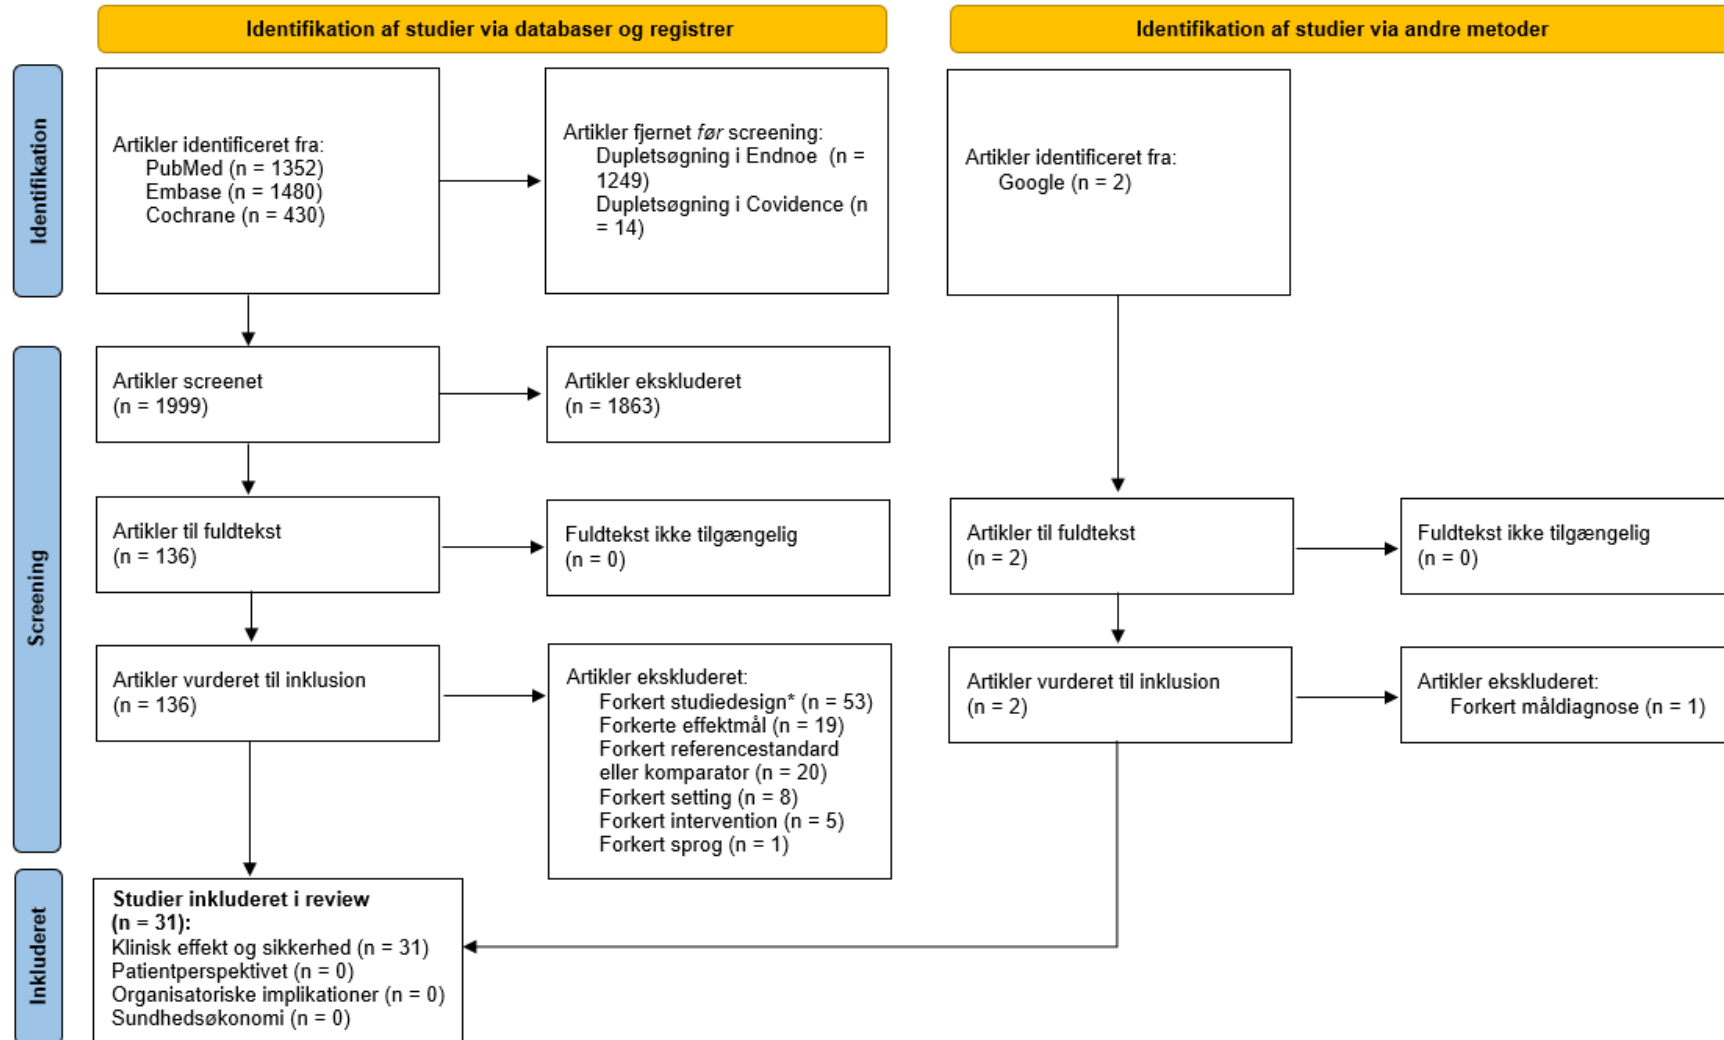 Identifikation af studier via databaser og registrer
Identifikation af studier via andre metoder
Identifikation
Artikler identificeret fra:
PubMed (n = 1352)
Embase (n = 1480)
Cochrane (n = 430)
Artikler fjernet før screening:
Dupletsøgning i Endnoe (n =
1249)
Dupletsøgning i Covidence (n
= 14)
Artikler identificeret fra:
Google (n = 2)
Screening
Artikler screenet
(n = 1999)
Artikler ekskluderet
(n = 1863)
Artikler til fuldtekst
(n = 136)
Fuldtekst ikke tilgængelig
(n = 0)
Artikler til fuldtekst
(n = 2)
Fuldtekst ikke tilgængelig
(n = 0)
Artikler vurderet til inklusion
(n = 136)
Artikler ekskluderet:
Forkert studiedesign* (n = 53)
Forkerte effektmål (n = 19)
Forkert referencestandard
eller komparator (n = 20)
Forkert setting (n = 8)
Forkert intervention (n = 5)
Forkert sprog (n = 1)
Artikler vurderet til inklusion
(n = 2)
Artikler ekskluderet:
Forkert måldiagnose (n = 1)
Inkluderet
Studier inkluderet i review
(n = 31):
Klinisk effekt og sikkerhed (n = 31)
Patientperspektivet (n = 0)
Organisatoriske implikationer (n = 0)
Sundhedsøkonomi (n = 0)